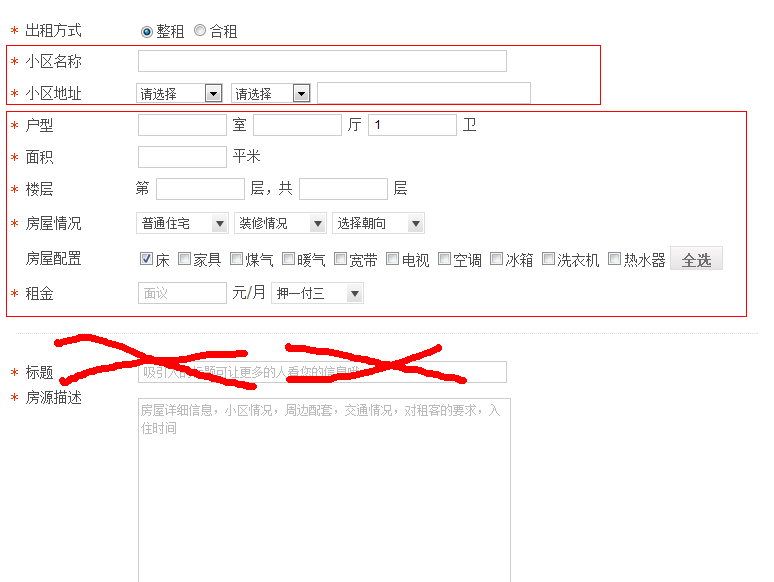 * 出租方式 整租 合租
* 小区名称
* 小区地址 请选择 请选择
* 户型 室 厅 1 卫
* 面积 平米
* 楼层 第 层，共 层
* 房屋情况 普通住宅 装修情况 选择朝向
房屋配置 床 家具 煤气 暖气 宽带 电视 空调 冰箱 洗衣机 热水器 全选
* 租金 面议 元/月 押一付三
* 标题 吸引人的标题可让更多的人看你的信息哦
* 房源描述
房屋详细信息，小区情况，周边配套，交通情况，对租客的要求，入
住时间